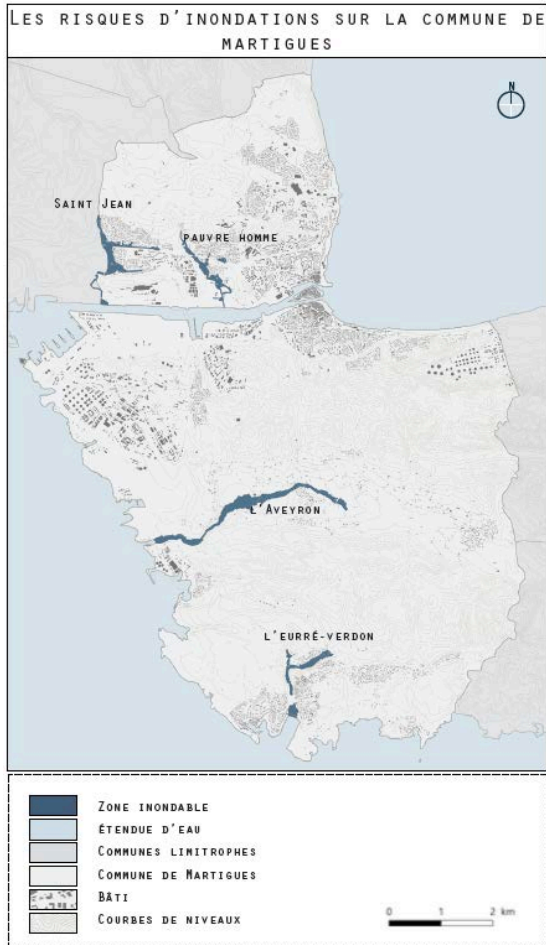 Les risques d'inondations sur la commune de
Martigues
N
Saint Jean
Pauvre Homme
L'Aveyron
L'eurré-Verdon
Zone inondable
Étendue d'eau
Communes limitrophes
Commune de Martigues
Bâti
Courbes de niveaux
0 1 2 km